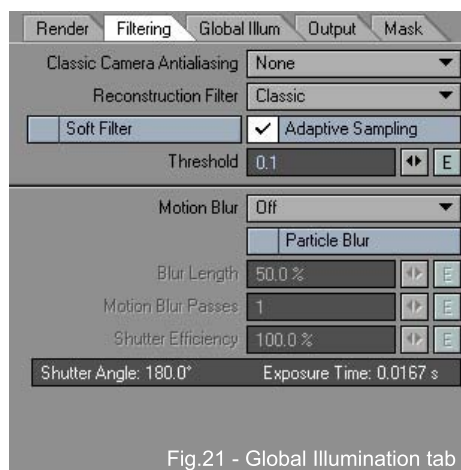 Render Filtering Global Illum Output Mask
Classic Camera Antialiasing None
Reconstruction Filter Classic
Soft Filter Adaptive Sampling
Threshold 0.1 E
Motion Blur Off
Particle Blur
Blur Length 50.0 % E
Motion Blur Passes 1 E
Shutter Efficiency 100.0 % E
Shutter Angle: 180.0° Exposure Time: 0.0167 s
Fig.21 - Global Illumination tab